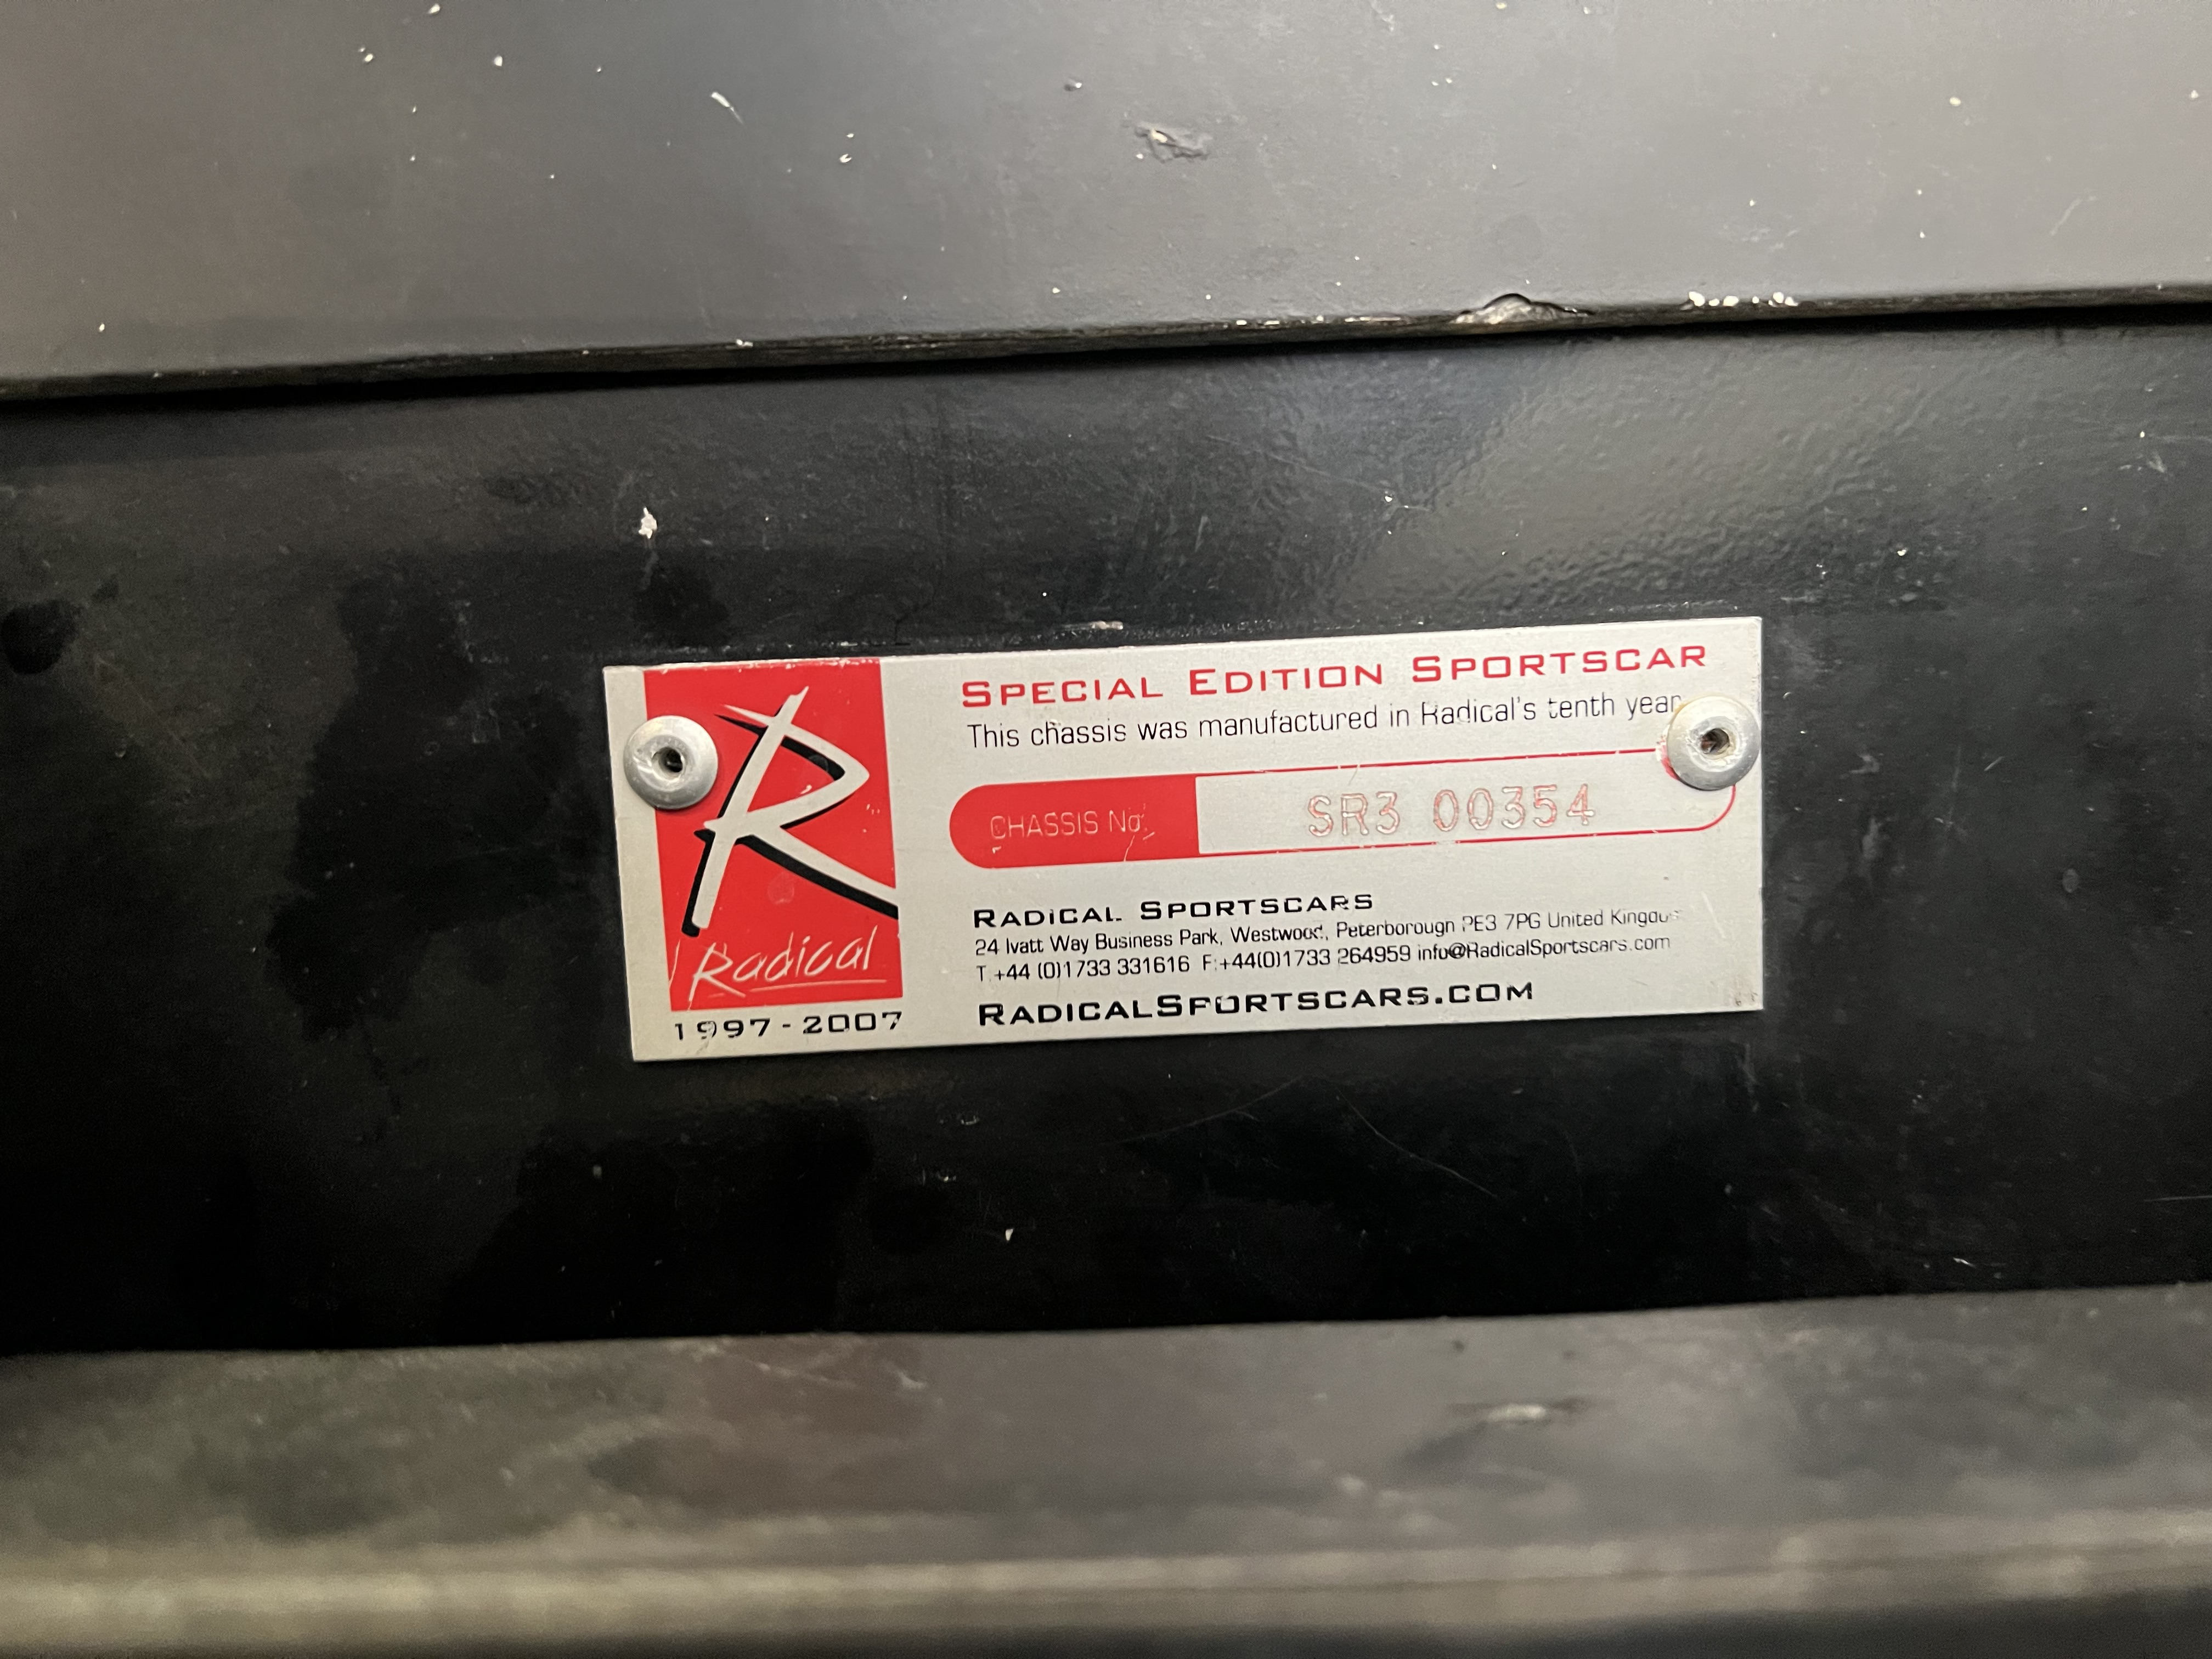 R
Radical
1997-2007
SPECIAL EDITION SPORTSCAR
This chassis was manufactured in Radical's tenth year
CHASSIS No.
SR3 00354
RADICAL SPORTSCARS
24 Ivatt Way Business Park, Westwood, Peterborough PE3 7PG United Kingdom
T.+44 (0)1733 331616 F:+44(0)1733 264959 info@RadicalSportscars.com
RADICALSPORTSCARS.COM